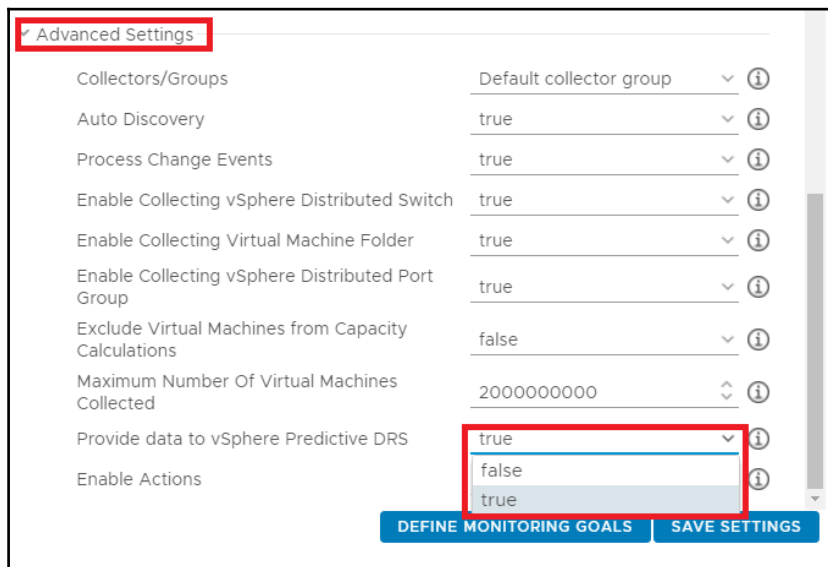 Advanced Settings
Collectors/Groups Default collector group
Auto Discovery true
Process Change Events true
Enable Collecting vSphere Distributed Switch true
Enable Collecting Virtual Machine Folder true
Enable Collecting vSphere Distributed Port
Group true
Exclude Virtual Machines from Capacity
Calculations false
Maximum Number Of Virtual Machines
Collected 2000000000
Provide data to vSphere Predictive DRS true
false
Enable Actions
true
DEFINE MONITORING GOALS SAVE SETTINGS